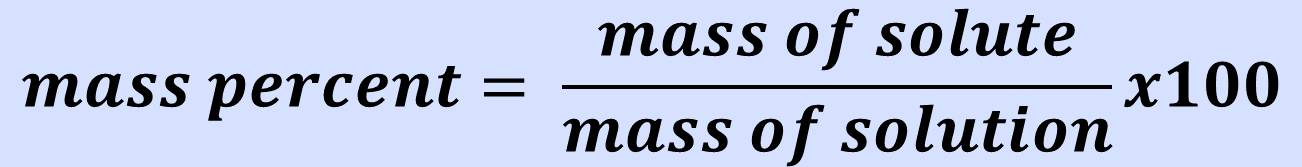 mass percent = mass of solute / mass of solution x100